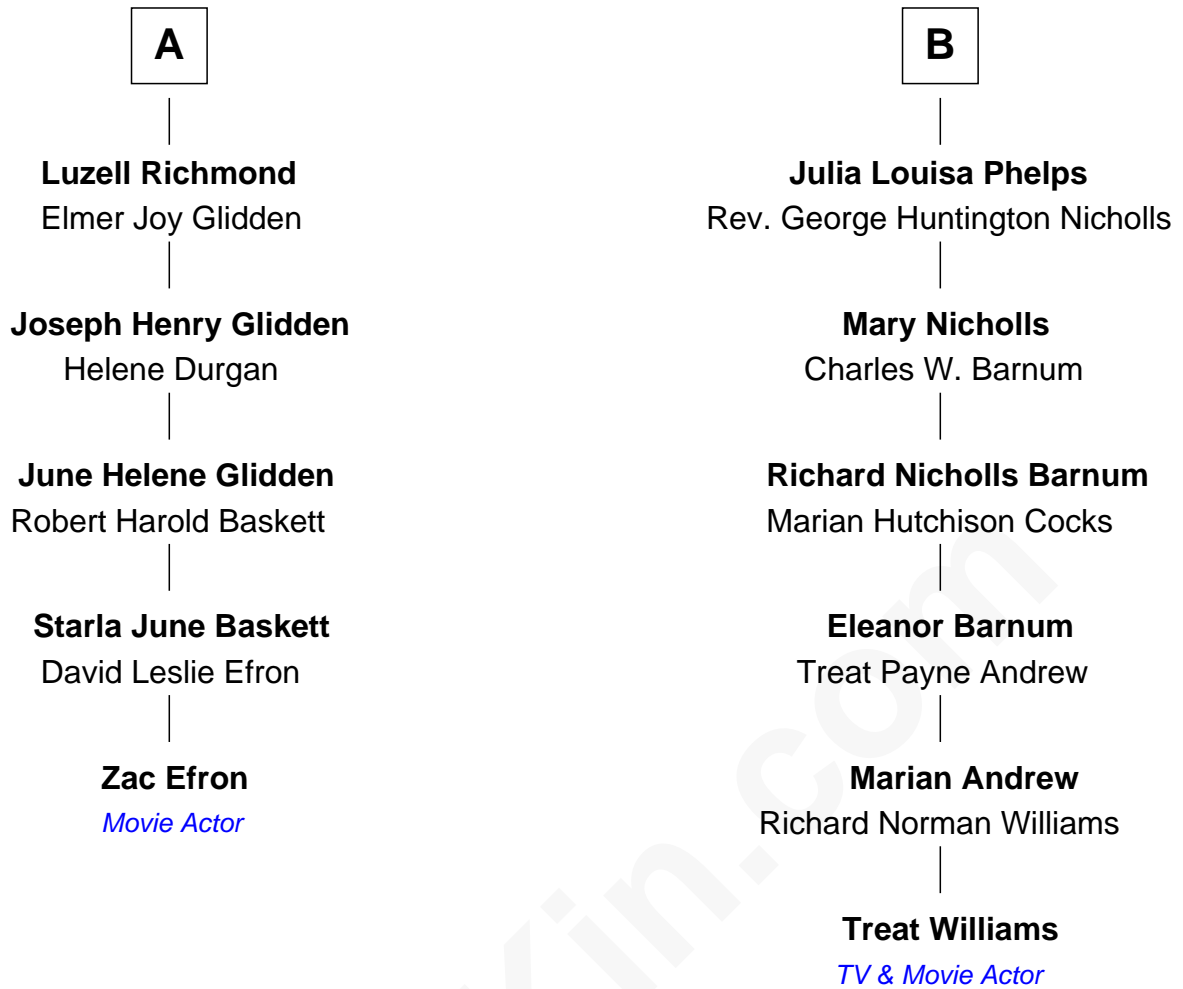 A
Luzell Richmond
Elmer Joy Glidden
Joseph Henry Glidden
Helene Durgan
June Helene Glidden
Robert Harold Baskett
Starla June Baskett
David Leslie Efron
Zac Efron
Movie Actor
B
Julia Louisa Phelps
Rev. George Huntington Nicholls
Mary Nicholls
Charles W. Barnum
Richard Nicholls Barnum
Marian Hutchison Cocks
Eleanor Barnum
Treat Payne Andrew
Marian Andrew
Richard Norman Williams
Treat Williams
TV & Movie Actor
Kin.com